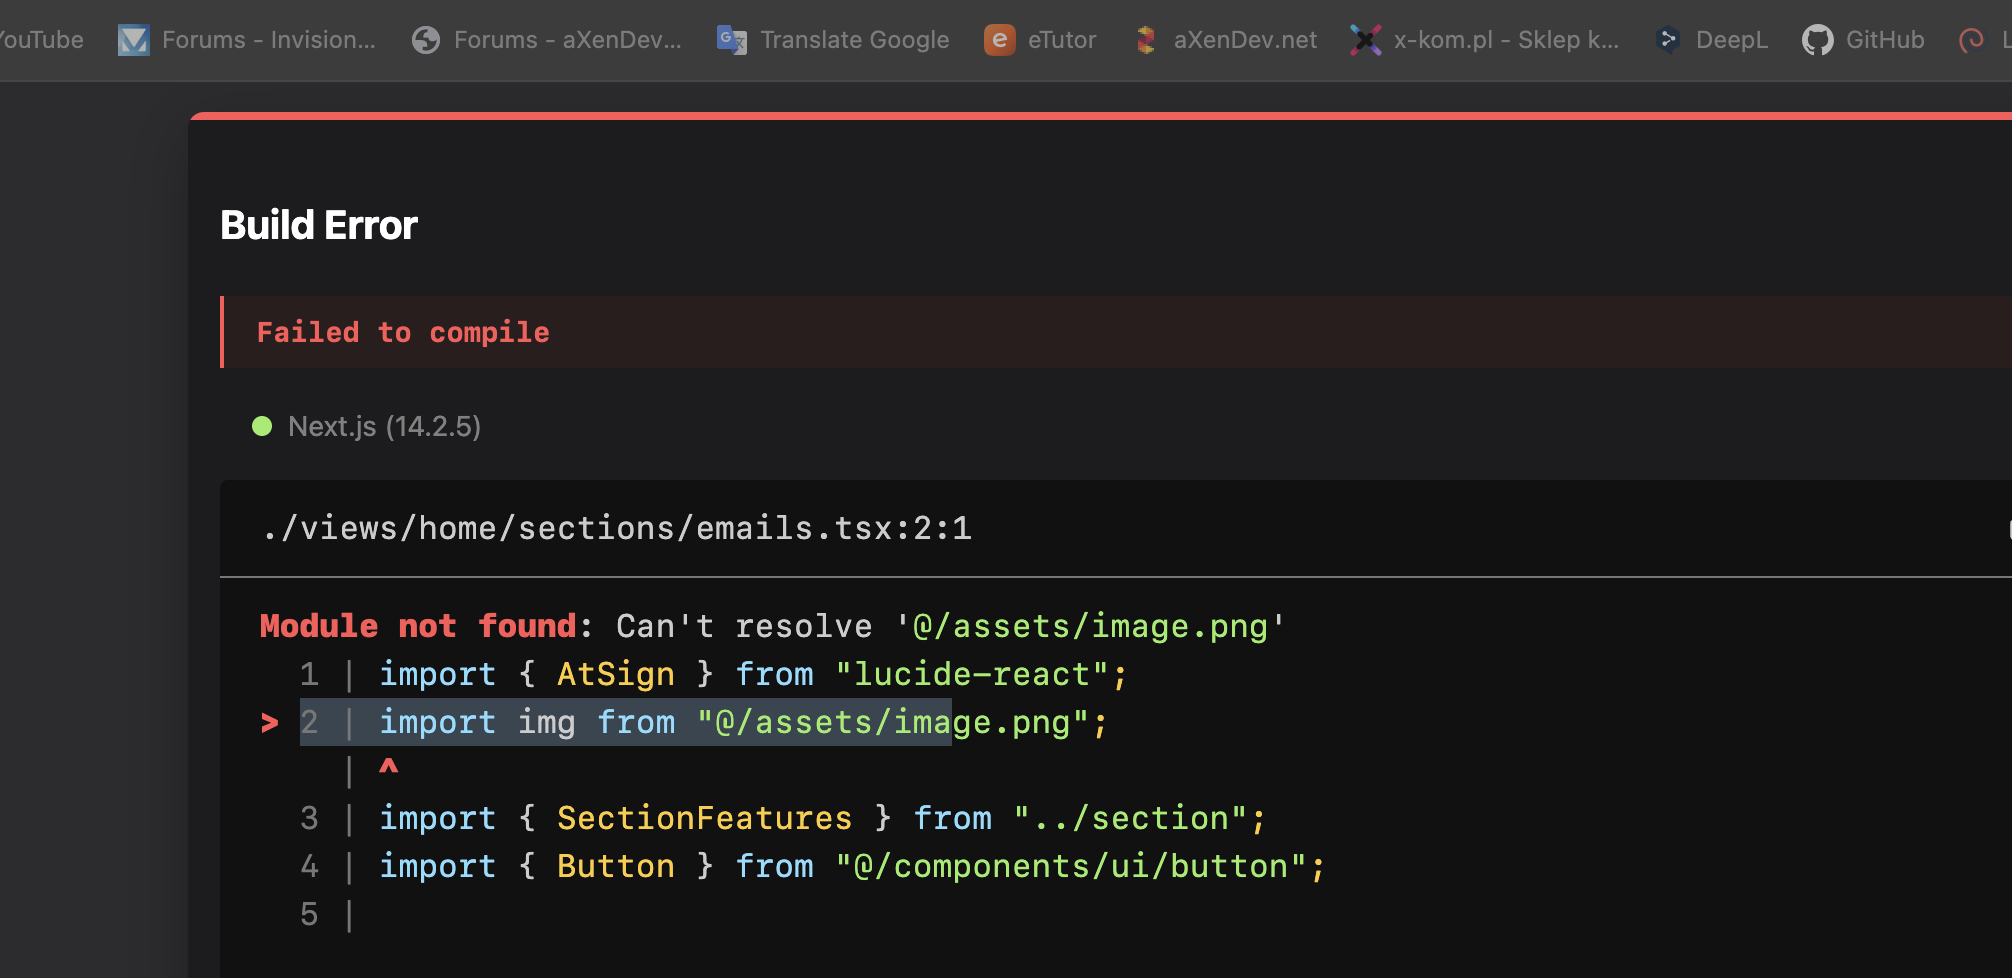 YouTube Forums - Invision... Forums - aXenDev... Translate Google eTutor aXenDev.net x-kom.pl - Sklep k... DeepL GitHub
Build Error
Failed to compile
Next.js (14.2.5)
./views/home/sections/emails.tsx:2:1
Module not found: Can't resolve '@/assets/image.png'
1 | import { AtSign } from "lucide-react";
> 2 | import img from "@/assets/image.png";
| ^
3 | import { SectionFeatures } from "../section";
4 | import { Button } from "@/components/ui/button";
5 |